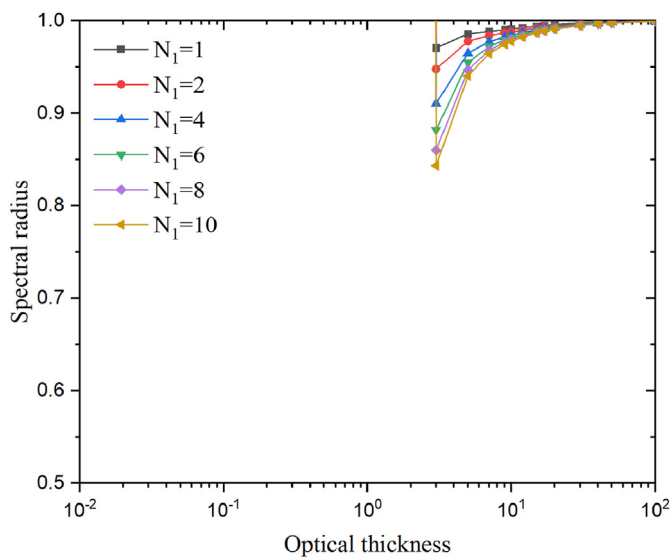 1.0
N₁=1
N₁=2
0.9
N₁=4
N₁=6
N₁=8
0.8
N₁=10
Spectral radius
0.7
0.6
0.5
10⁻² 10⁻¹ 10⁰ 10¹ 10²
Optical thickness